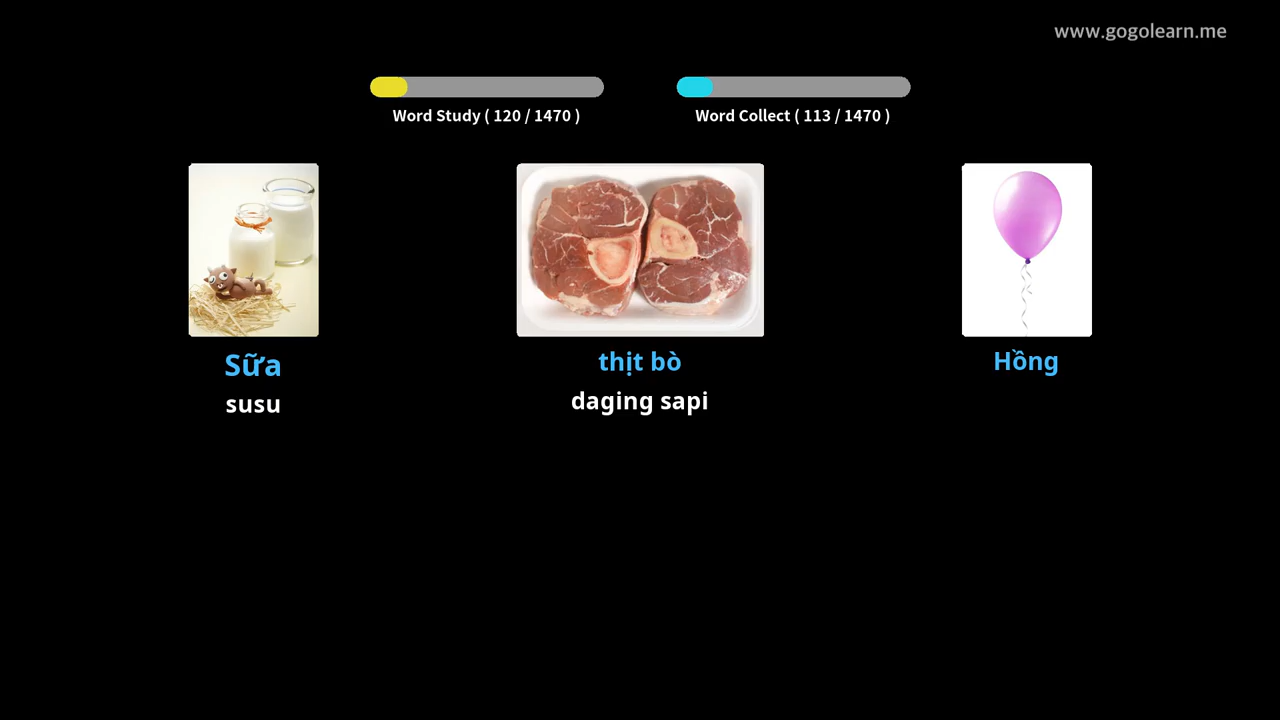 www.gogolearn.me
Word Study ( 120 / 1470 )
Word Collect ( 113 / 1470 )
Sữa
susu
thịt bò
daging sapi
Hồng